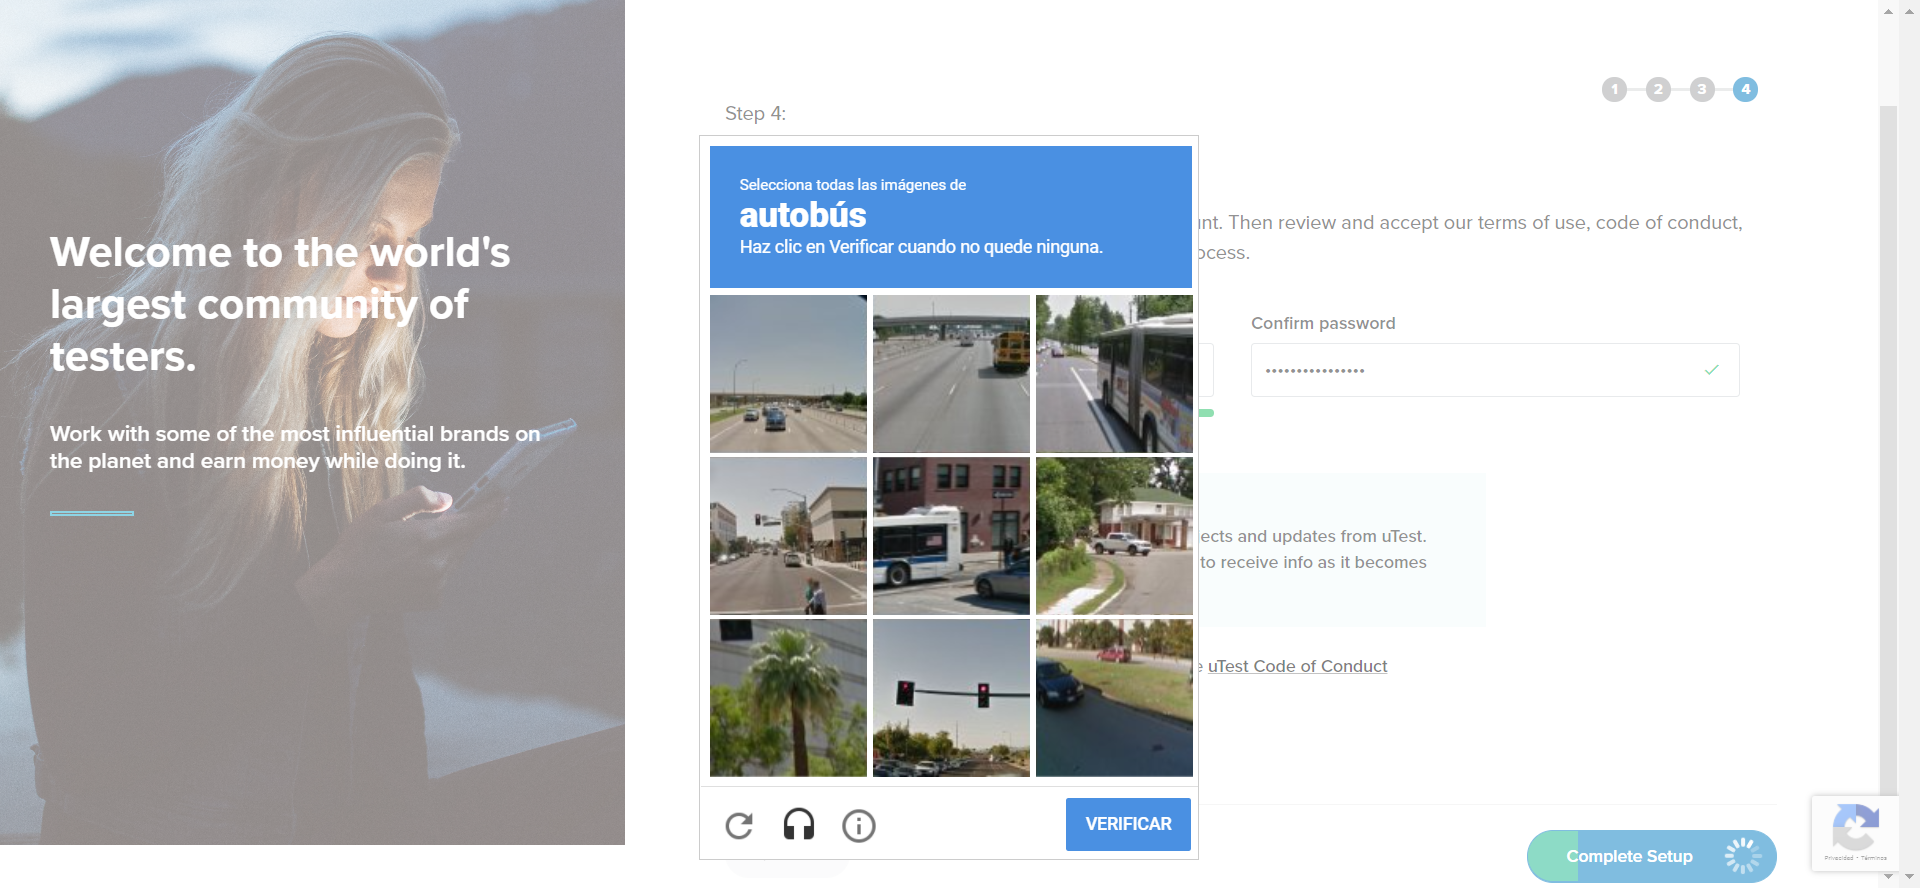 Welcome to the world's
largest community of
testers.
Work with some of the most influential brands on
the planet and earn money while doing it.
1 2 3 4
Step 4:
Selecciona todas las imágenes de
autobús
Haz clic en Verificar cuando no quede ninguna.
Then review and accept our terms of use, code of conduct,
Confirm password
••••••••••••••••
and updates from uTest.
to receive info as it becomes
uTest Code of Conduct
VERIFICAR
Complete Setup
Privacidad • Términos